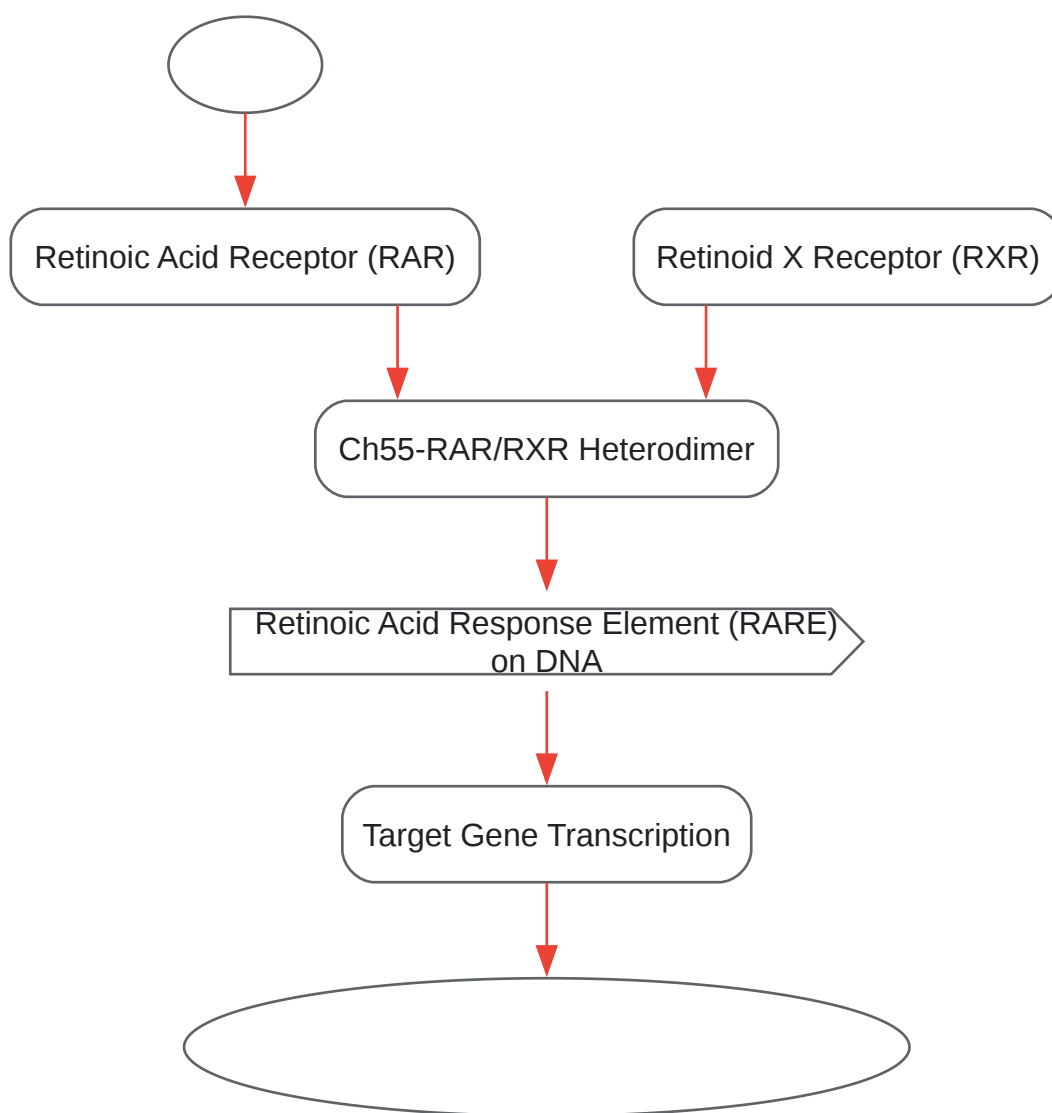 Retinoic Acid Receptor (RAR)
Retinoid X Receptor (RXR)
Ch55-RAR/RXR Heterodimer
Retinoic Acid Response Element (RARE)
on DNA
Target Gene Transcription